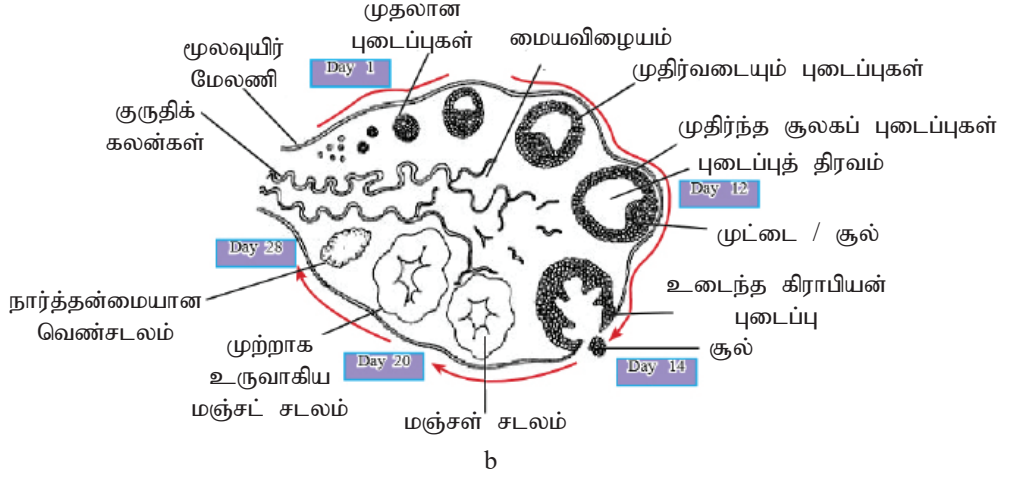 முதலான
புடைப்புகள்
மூலவுயிர்
மேலணி
Day 1
மையவிழையம்
முதிர்வடையும் புடைப்புகள்
குருதிக்
கலன்கள்
முதிர்ந்த சூலகப் புடைப்புகள்
புடைப்புத் திரவம்
Day 12
முட்டை / சூல்
Day 28
உடைந்த கிராபியன்
புடைப்பு
நார்த்தன்மையான
வெண்சடலம்
சூல்
முற்றாக
உருவாகிய
மஞ்சட் சடலம்
Day 20
Day 14
மஞ்சள் சடலம்
b